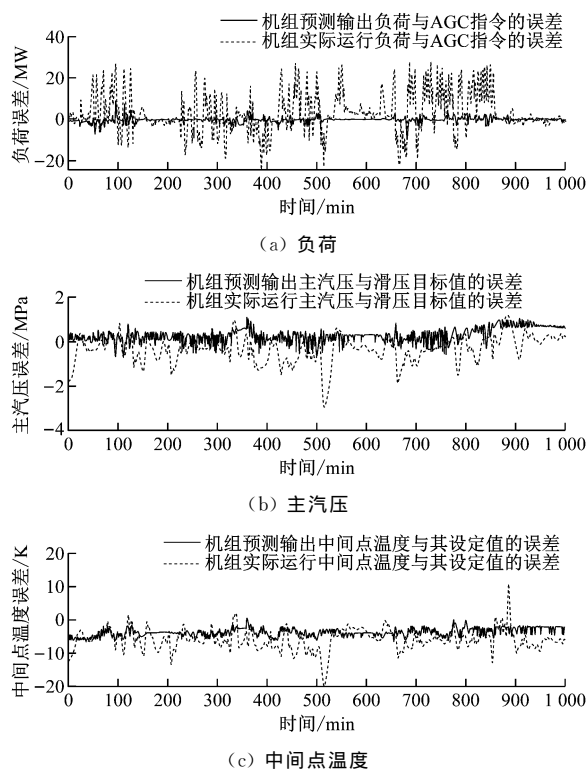 机组预测输出负荷与AGC指令的误差
机组实际运行负荷与AGC指令的误差
负荷误差/MW
40
20
0
−20
0 100 200 300 400 500 600 700 800 900 1 000
时间/min
(a) 负荷
机组预测输出主汽压与滑压目标值的误差
机组实际运行主汽压与滑压目标值的误差
主汽压误差/MPa
2
0
−2
−4
0 100 200 300 400 500 600 700 800 900 1 000
时间/min
(b) 主汽压
机组预测输出中间点温度与其设定值的误差
机组实际运行中间点温度与其设定值的误差
中间点温度误差/K
20
10
0
−10
−20
0 100 200 300 400 500 600 700 800 900 1 000
时间/min
(c) 中间点温度